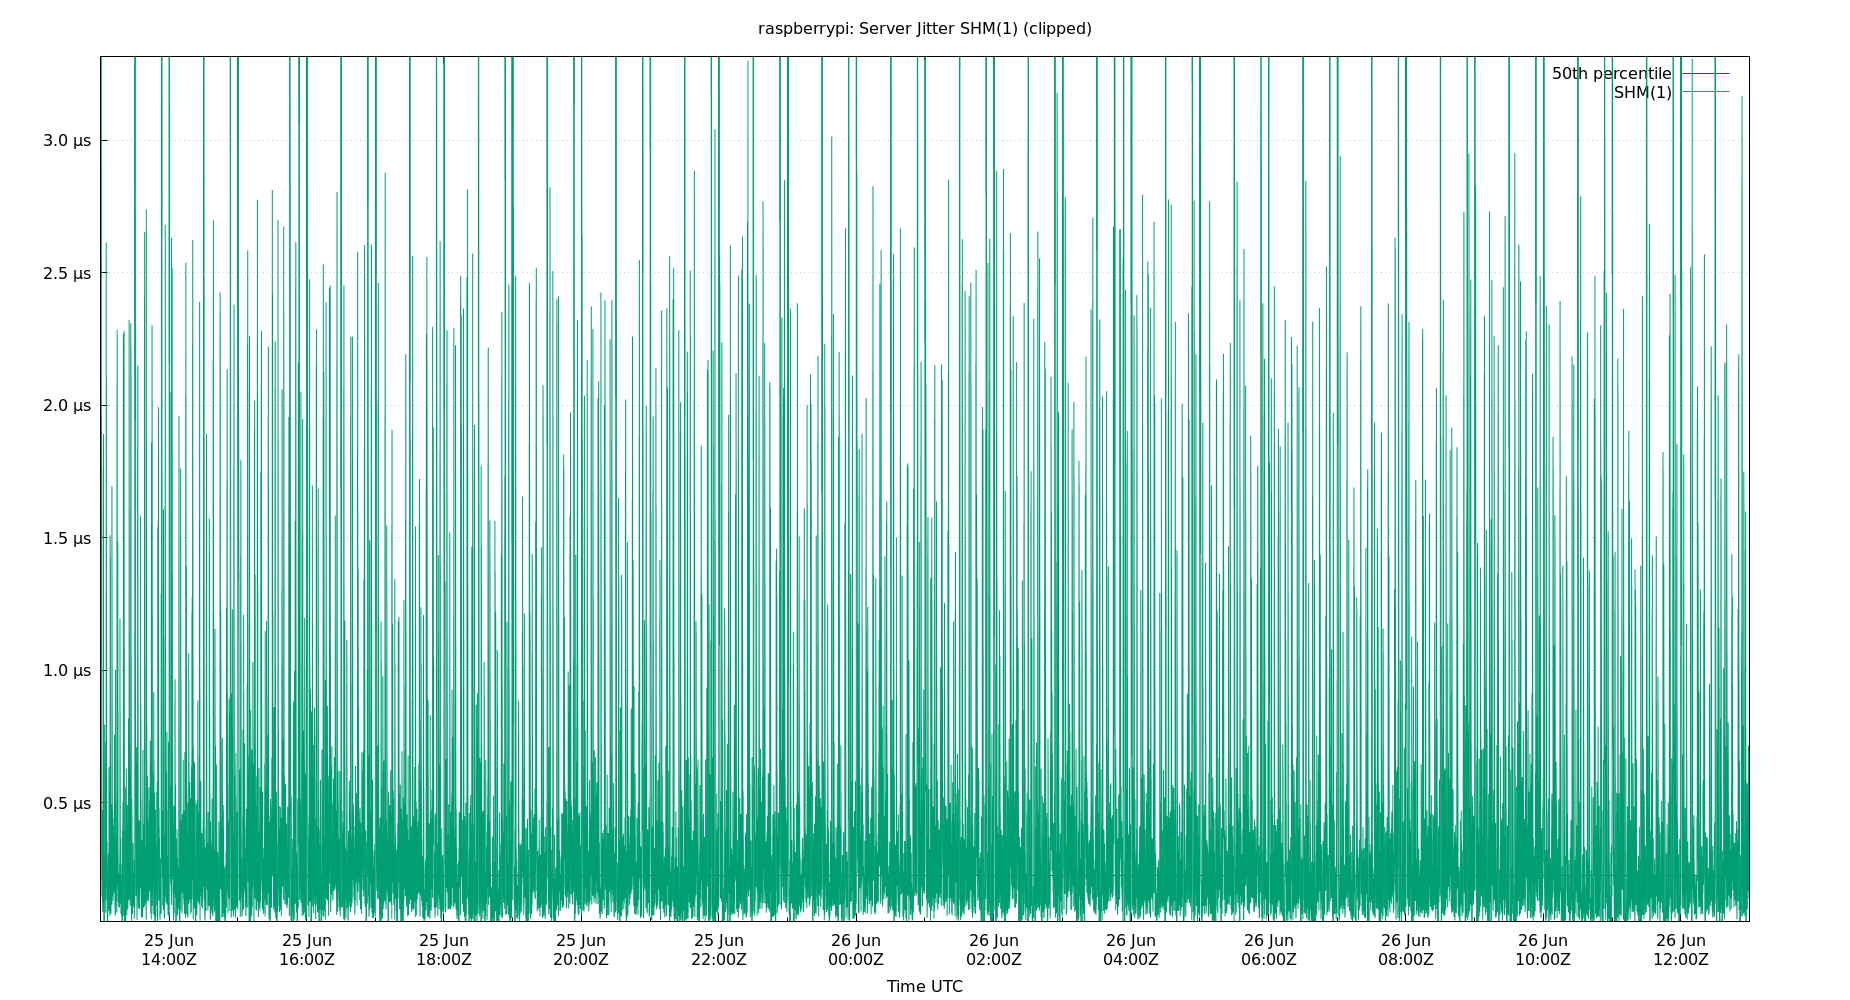 raspberrypi: Server Jitter SHM(1) (clipped)
50th percentile
SHM(1)
3.0 µs
2.5 µs
2.0 µs
1.5 µs
1.0 µs
0.5 µs
25 Jun 25 Jun 25 Jun 25 Jun 25 Jun 26 Jun 26 Jun 26 Jun 26 Jun 26 Jun 26 Jun 26 Jun
14:00Z 16:00Z 18:00Z 20:00Z 22:00Z 00:00Z 02:00Z 04:00Z 06:00Z 08:00Z 10:00Z 12:00Z
Time UTC